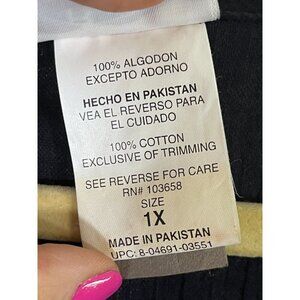 100% ALGODON
EXCEPTO ADORNO
HECHO EN PAKISTAN
VEA EL REVERSO PARA
EL CUIDADO
100% COTTON
EXCLUSIVE OF TRIMMING
SEE REVERSE FOR CARE
RN# 103658
SIZE
1X
MADE IN PAKISTAN
UPC: 8-04691-03551